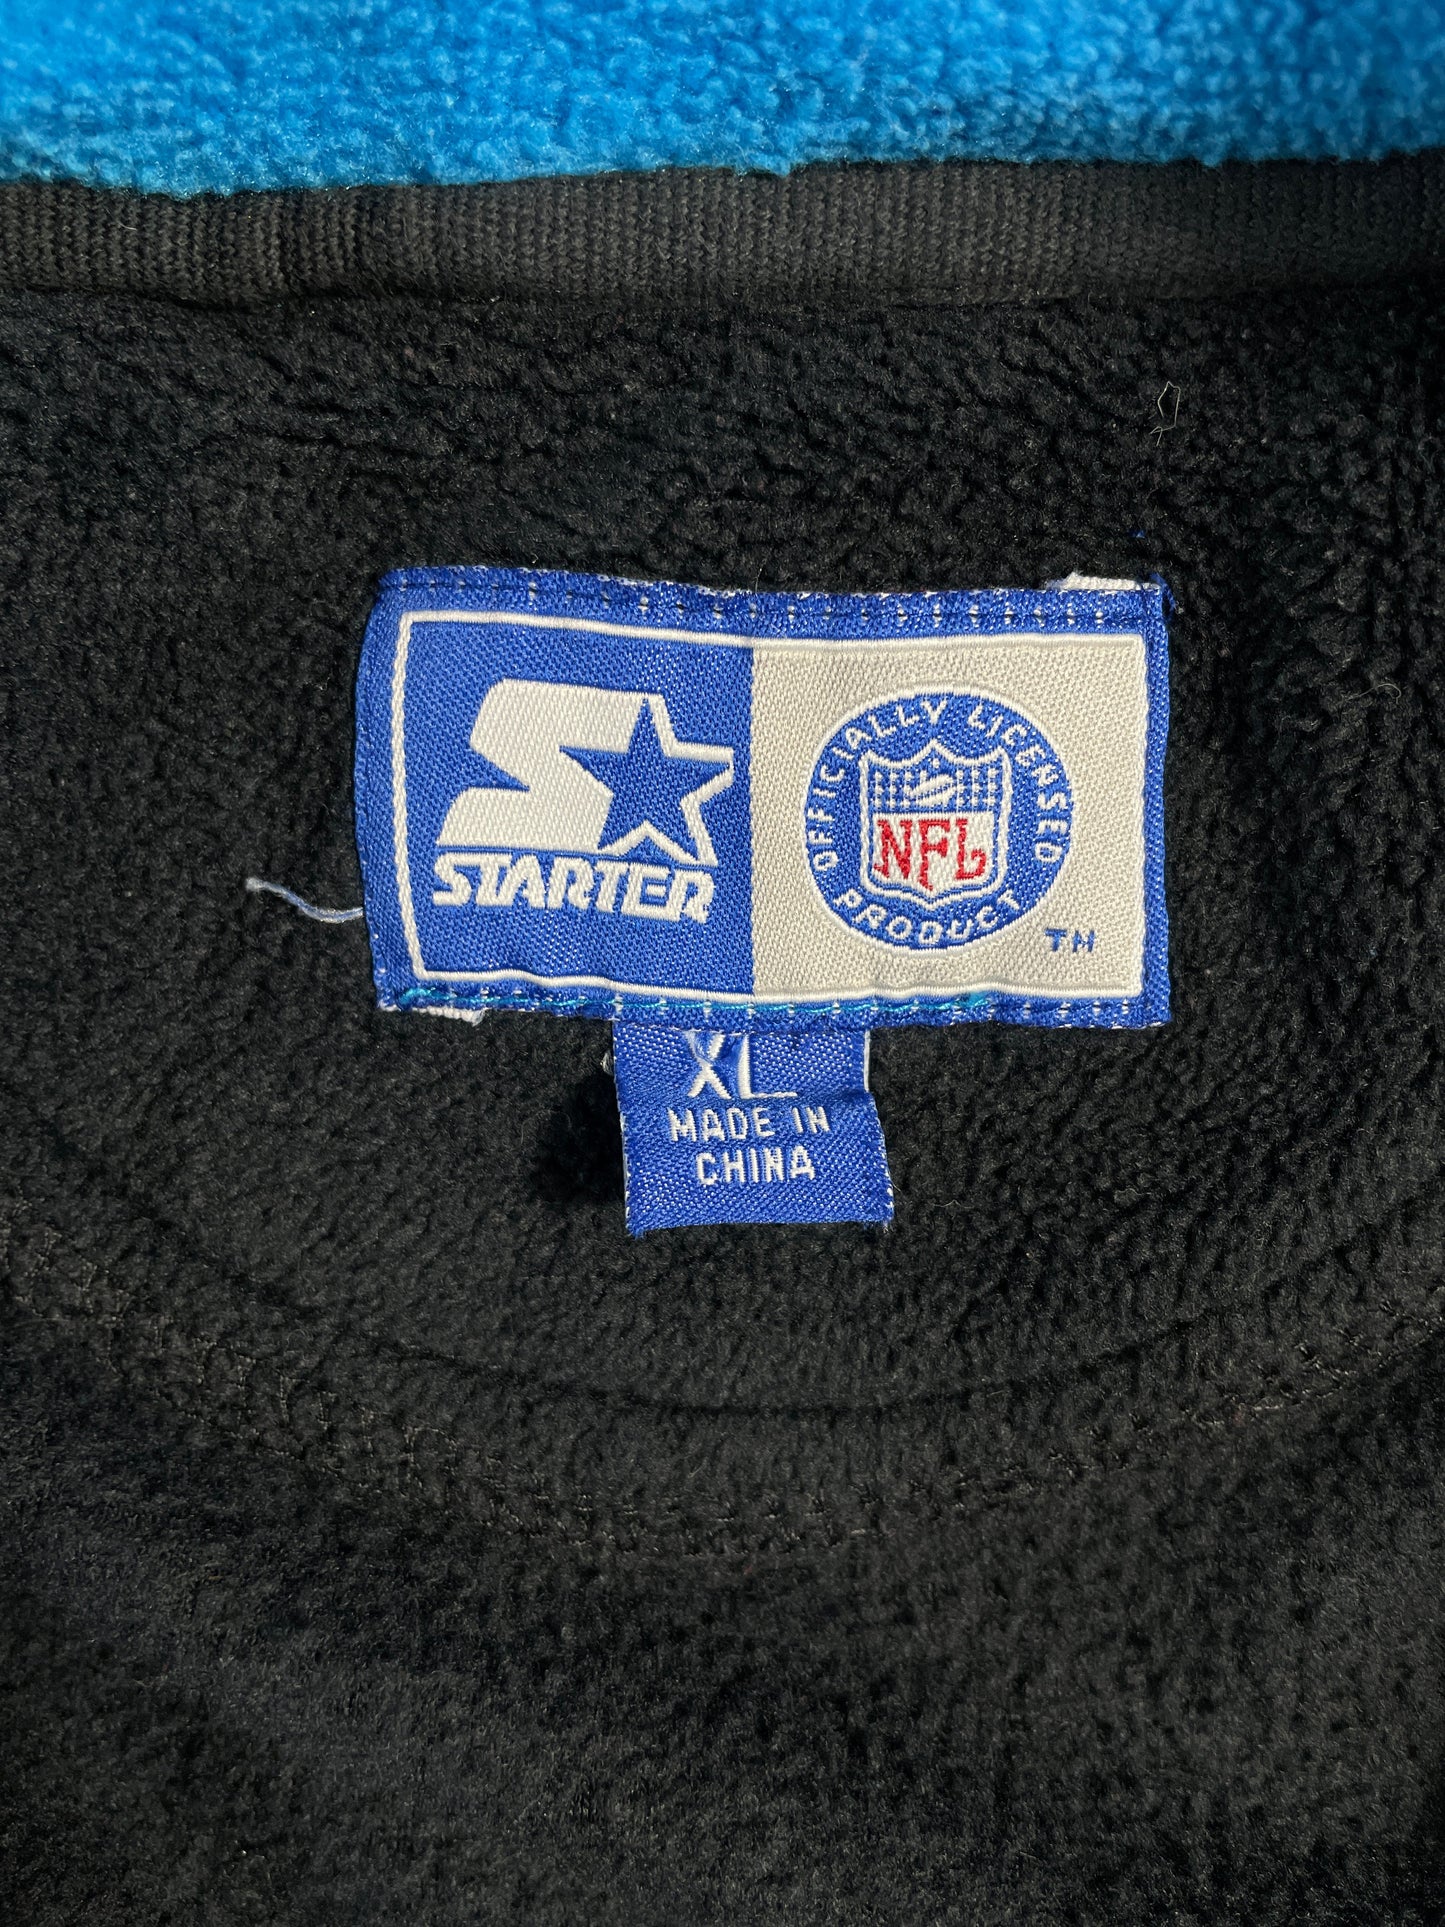 STARTER
OFFICIALLY LICENSED
NFL
PRODUCT
TM
XL
MADE IN
CHINA